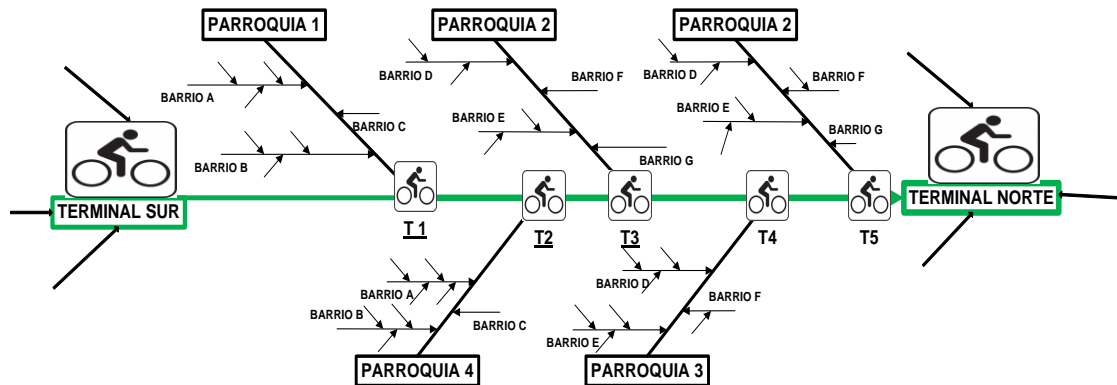 PARROQUIA 1
PARROQUIA 2
PARROQUIA 2
BARRIO A
BARRIO C
BARRIO B
BARRIO D
BARRIO F
BARRIO E
BARRIO G
BARRIO D
BARRIO F
BARRIO E
BARRIO G
TERMINAL SUR
TERMINAL NORTE
T 1
T2
T3
T4
T5
BARRIO A
BARRIO B
BARRIO C
BARRIO D
BARRIO F
BARRIO E
PARROQUIA 4
PARROQUIA 3